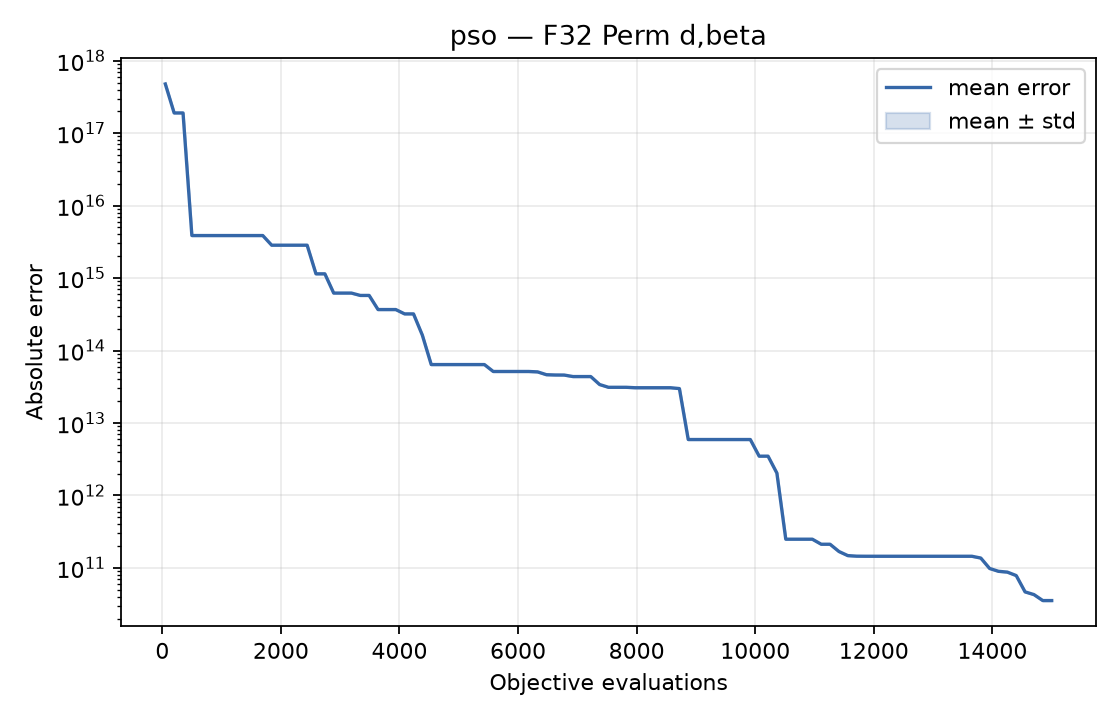 pso — F32 Perm d,beta
mean error
mean ± std
Absolute error
10^18
10^17
10^16
10^15
10^14
10^13
10^12
10^11
0 2000 4000 6000 8000 10000 12000 14000
Objective evaluations